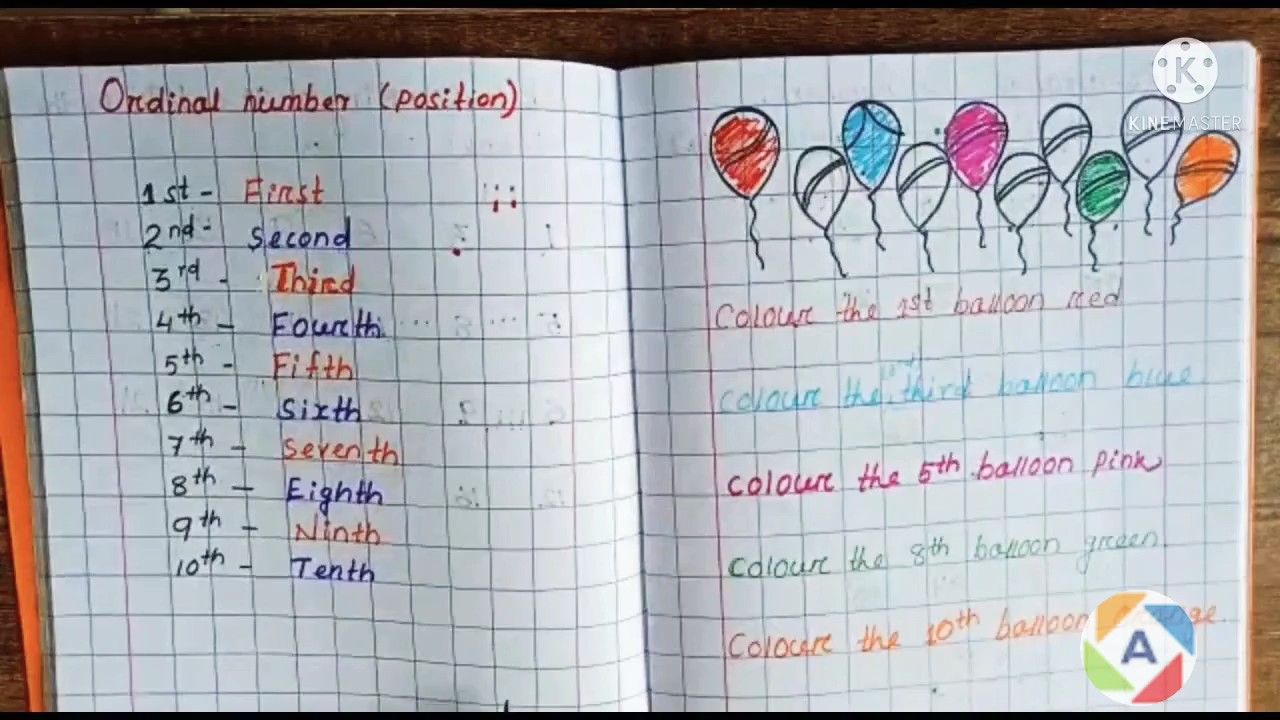 Ordinal number (position)
1st - First
2nd - Second
3rd - Third
4th - Fourth
5th - Fifth
6th - Sixth
7th - Seventh
8th - Eighth
9th - Ninth
10th - Tenth
KINEMASTER
Colour the 1st balloon red
Colour the third balloon blue
Colour the 5th balloon pink
Colour the 8th balloon green
Colour the 10th balloon orange.
A